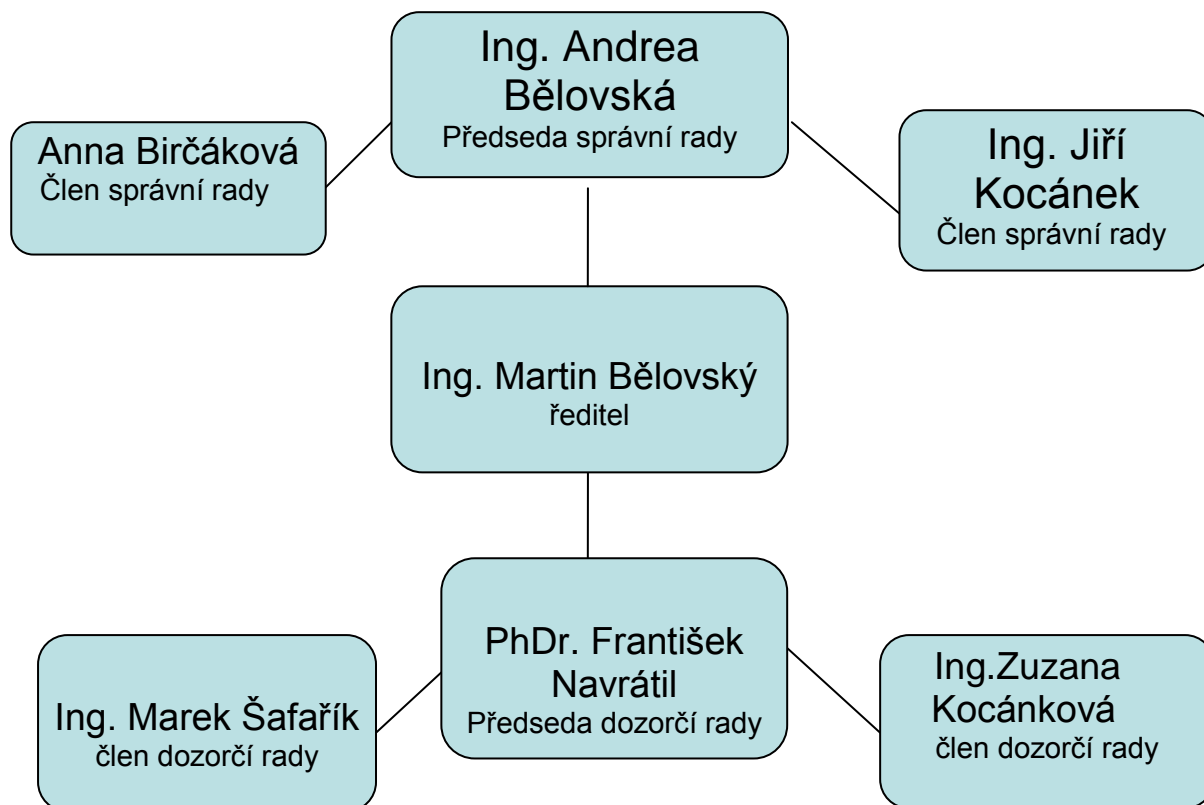 Ing. Andrea
Bělovská
Předseda správní rady
Anna Birčáková
Člen správní rady
Ing. Jiří
Kocánek
Člen správní rady
Ing. Martin Bělovský
ředitel
PhDr. František
Navrátil
Předseda dozorčí rady
Ing. Marek Šafařík
člen dozorčí rady
Ing.Zuzana
Kocánková
člen dozorčí rady